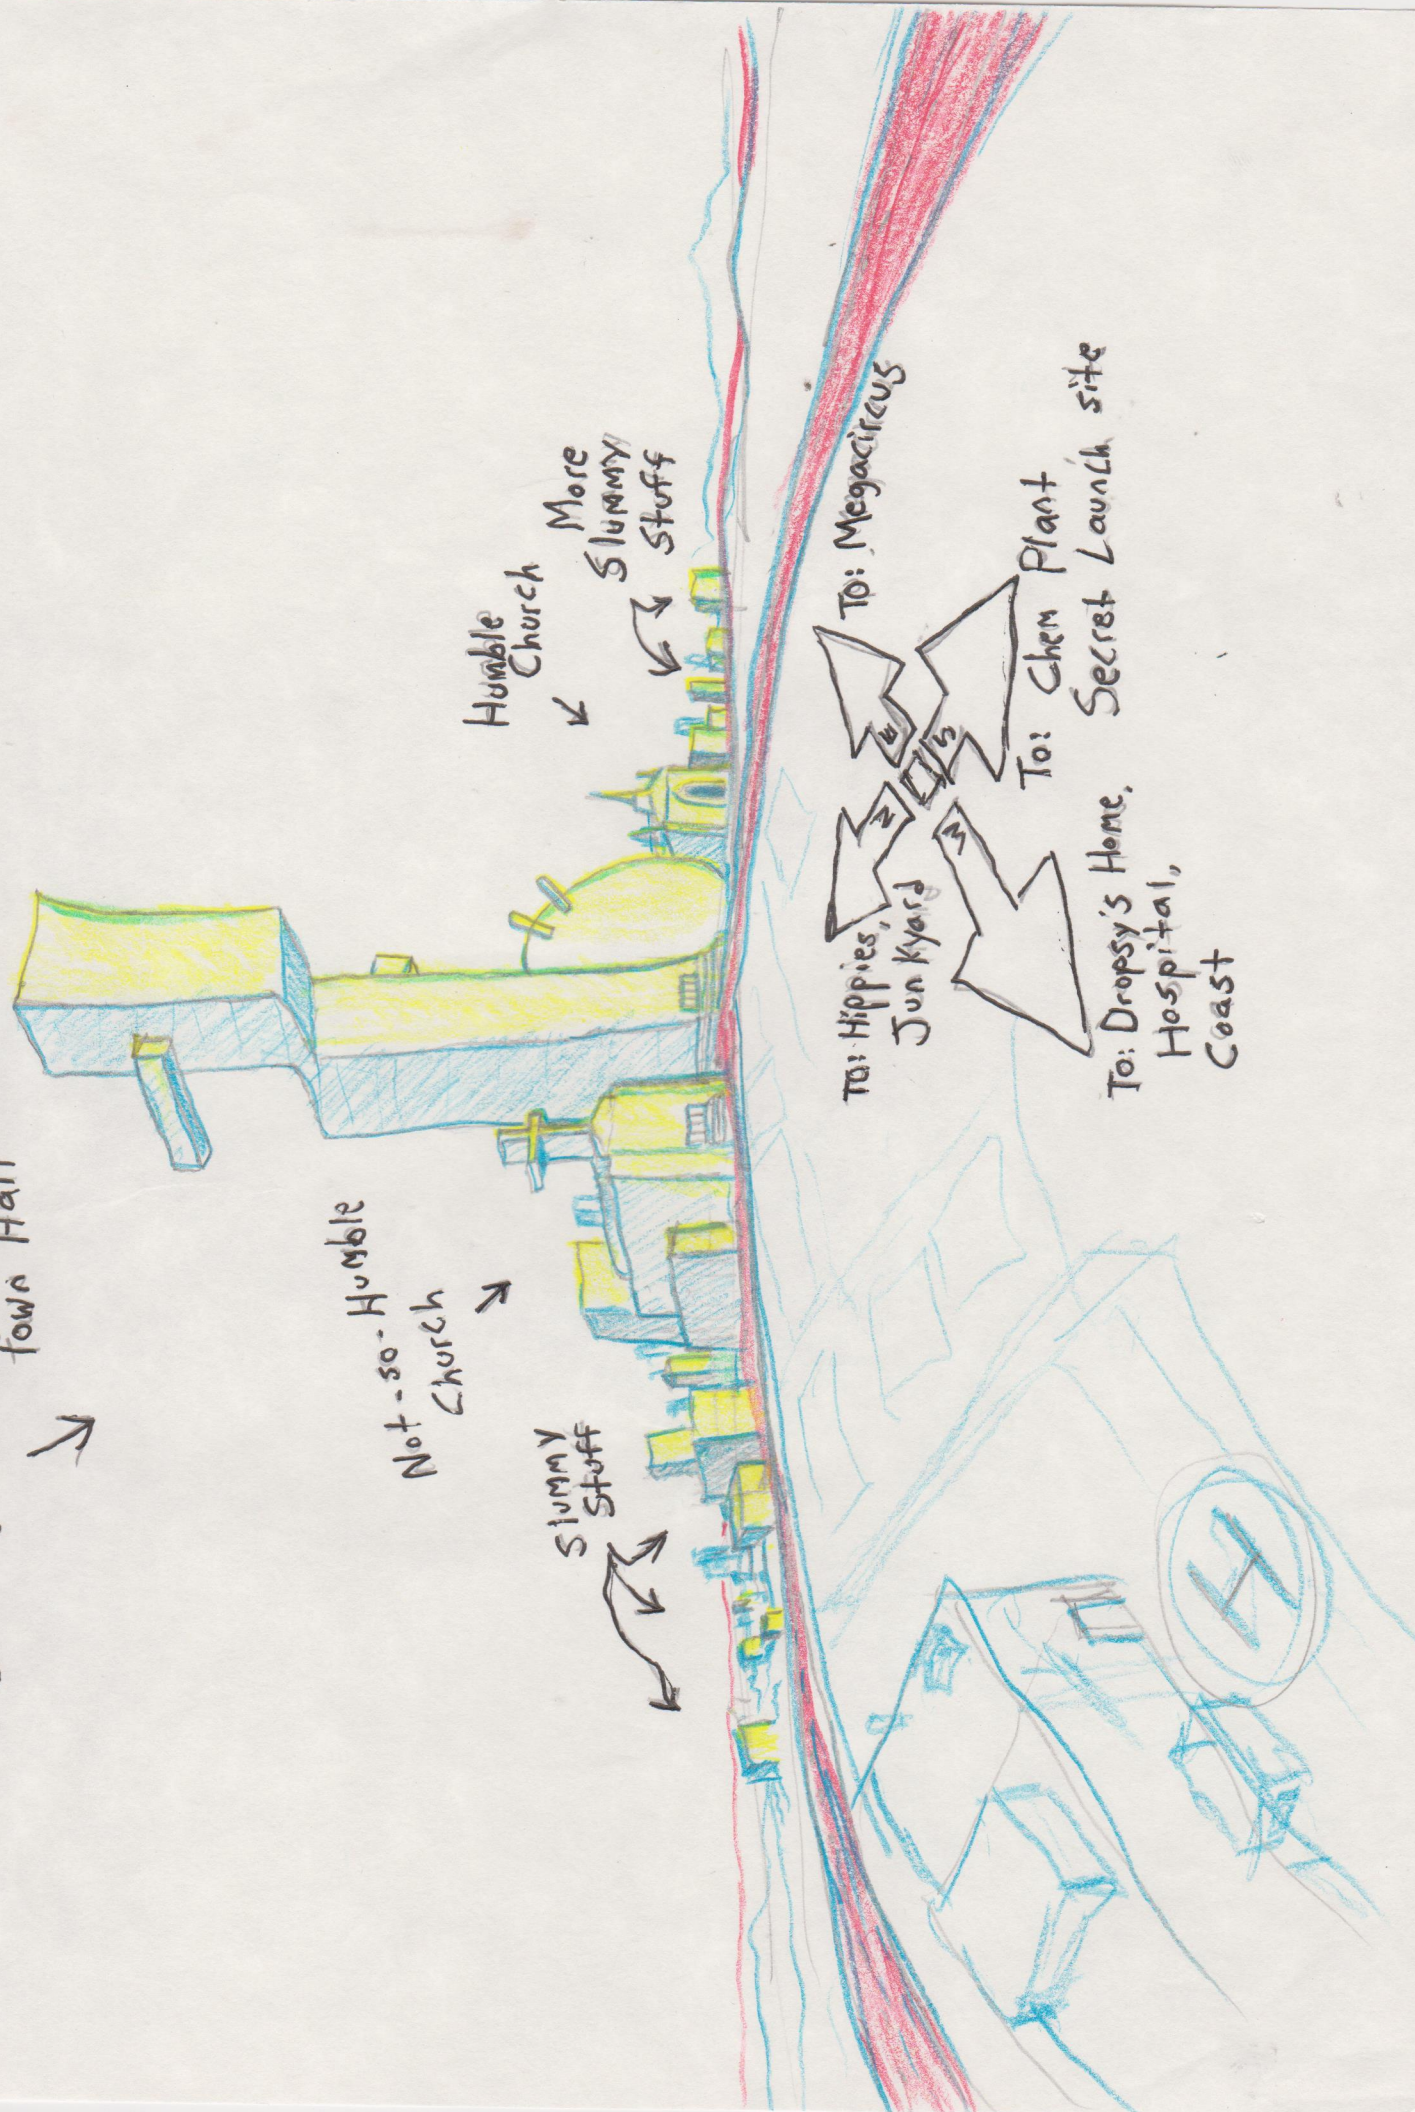 Town Hall
Not-so-Humble
Church
Slummy
Stuff
Humble
Church
More
Slummy
Stuff
N
E
S
W
To: Hippies,
Junkyard
To: Megacircus
To: Chem Plant
Secret Launch site
To: Dropsy's Home,
Hospital,
Coast
H